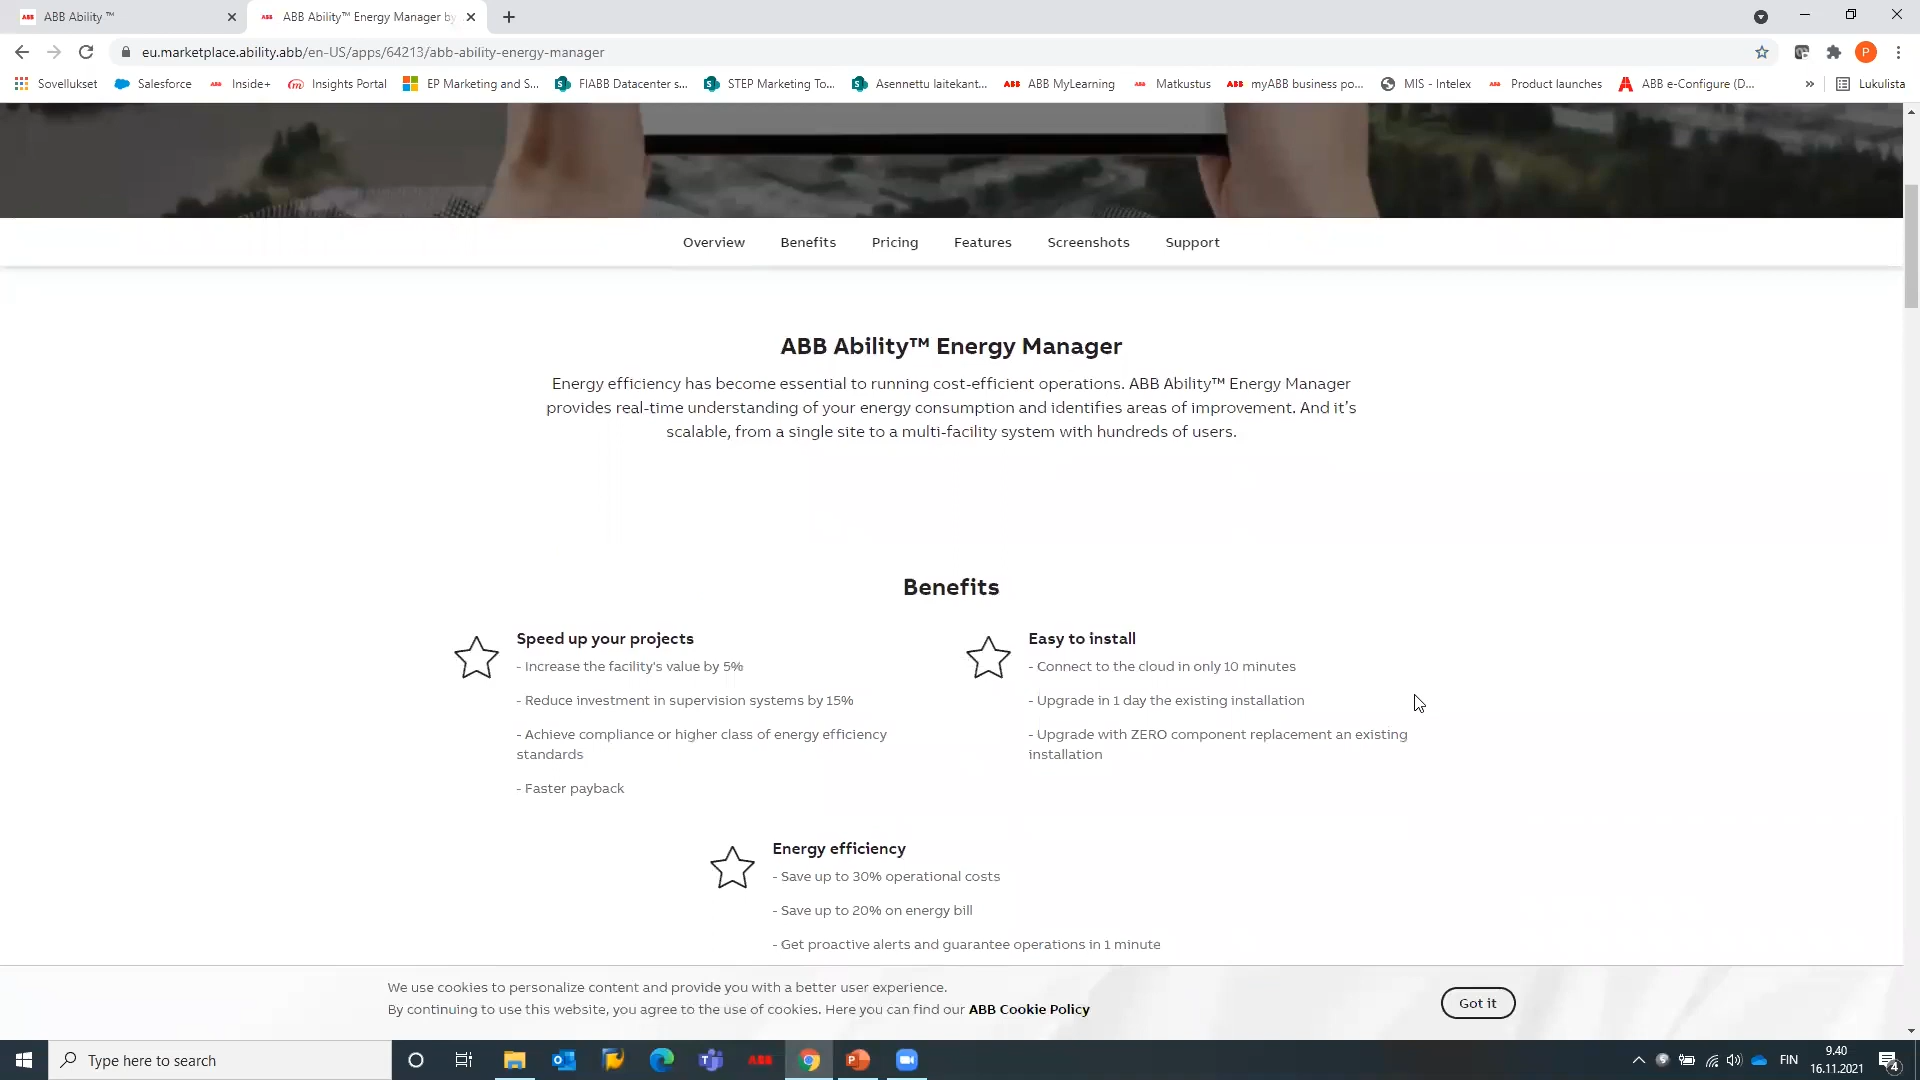 ABB Ability ™
ABB Ability™ Energy Manager by
eu.marketplace.ability.abb/en-US/apps/64213/abb-ability-energy-manager
P
Sovellukset
Salesforce
ABB Inside+
Insights Portal
EP Marketing and S...
FIABB Datacenter s...
STEP Marketing To...
Asennettu laitekant...
ABB ABB MyLearning
ABB Matkustus
ABB myABB business po...
MIS - Intelex
ABB Product launches
ABB e-Configure (D...
»
Lukulista
Overview
Benefits
Pricing
Features
Screenshots
Support
ABB Ability™ Energy Manager
Energy efficiency has become essential to running cost-efficient operations. ABB Ability™ Energy Manager
provides real-time understanding of your energy consumption and identifies areas of improvement. And it's
scalable, from a single site to a multi-facility system with hundreds of users.
Benefits
Speed up your projects
- Increase the facility's value by 5%
- Reduce investment in supervision systems by 15%
- Achieve compliance or higher class of energy efficiency
standards
- Faster payback
Easy to install
- Connect to the cloud in only 10 minutes
- Upgrade in 1 day the existing installation
- Upgrade with ZERO component replacement an existing
installation
Energy efficiency
- Save up to 30% operational costs
- Save up to 20% on energy bill
- Get proactive alerts and guarantee operations in 1 minute
We use cookies to personalize content and provide you with a better user experience.
By continuing to use this website, you agree to the use of cookies. Here you can find our ABB Cookie Policy
Got it
Type here to search
ABB
FIN
9.40
16.11.2021
4